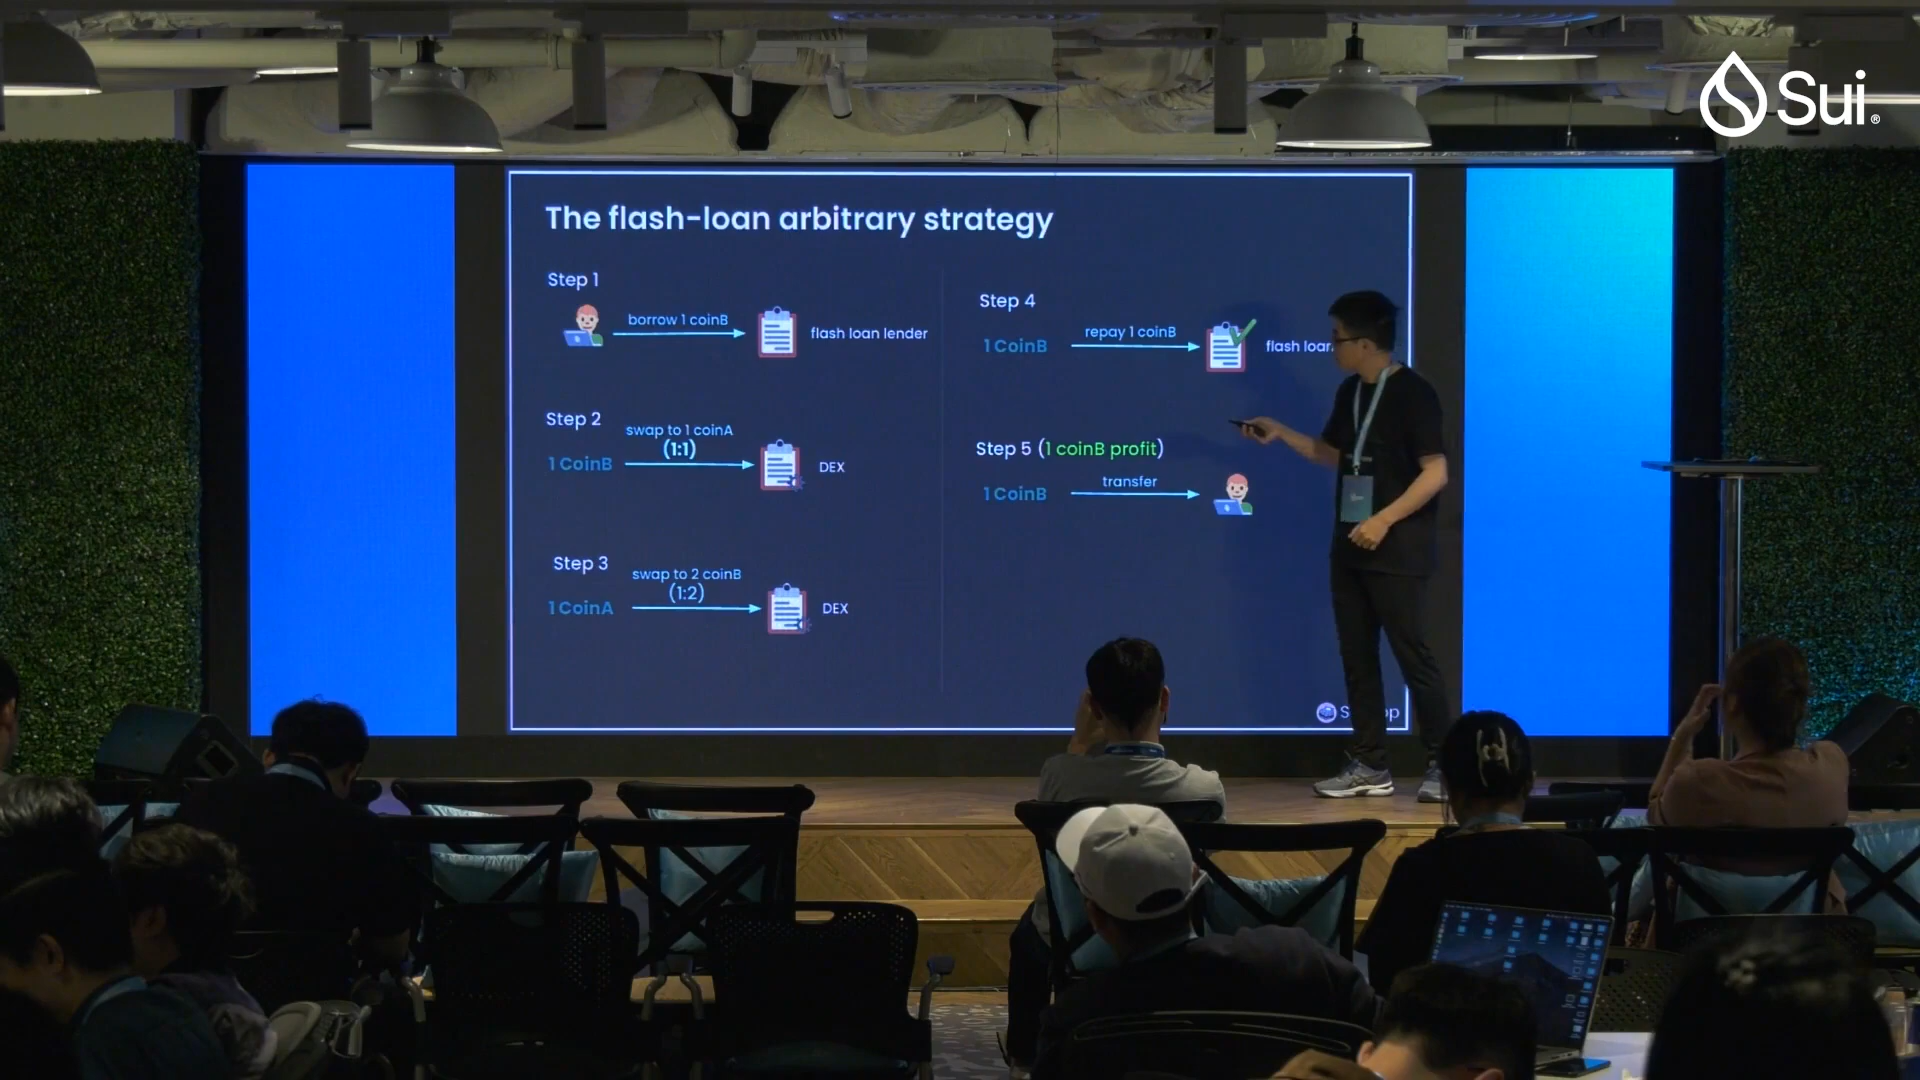 Sui®
The flash-loan arbitrary strategy
Step 1
borrow 1 coinB
flash loan lender
Step 2
swap to 1 coinA
(1:1)
1 CoinB
DEX
Step 3
swap to 2 coinB
(1:2)
1 CoinA
DEX
Step 4
repay 1 coinB
1 CoinB
flash loan
Step 5 (1 coinB profit)
transfer
1 CoinB